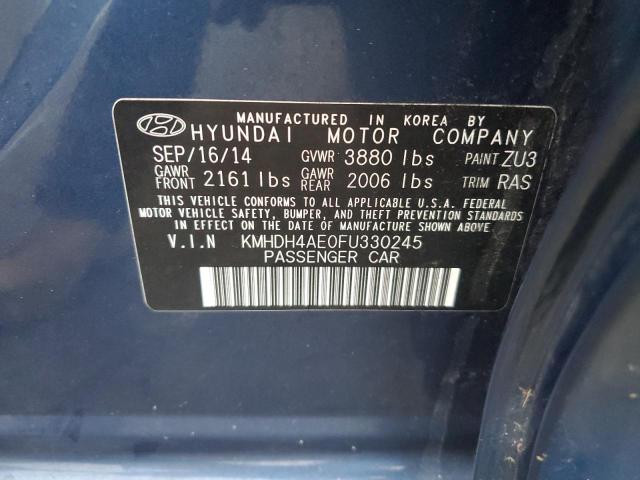 MANUFACTURED IN KOREA BY
HYUNDAI MOTOR COMPANY
SEP/16/14 GVWR 3880 lbs PAINT ZU3
GAWR FRONT 2161 lbs GAWR REAR 2006 lbs TRIM RAS
THIS VEHICLE CONFORMS TO ALL APPLICABLE U.S.A. FEDERAL
MOTOR VEHICLE SAFETY, BUMPER, AND THEFT PREVENTION STANDARDS
IN EFFECT ON THE DATE OF MANUFACTURE SHOWN ABOVE.
V.I.N KMHDH4AE0FU330245
PASSENGER CAR